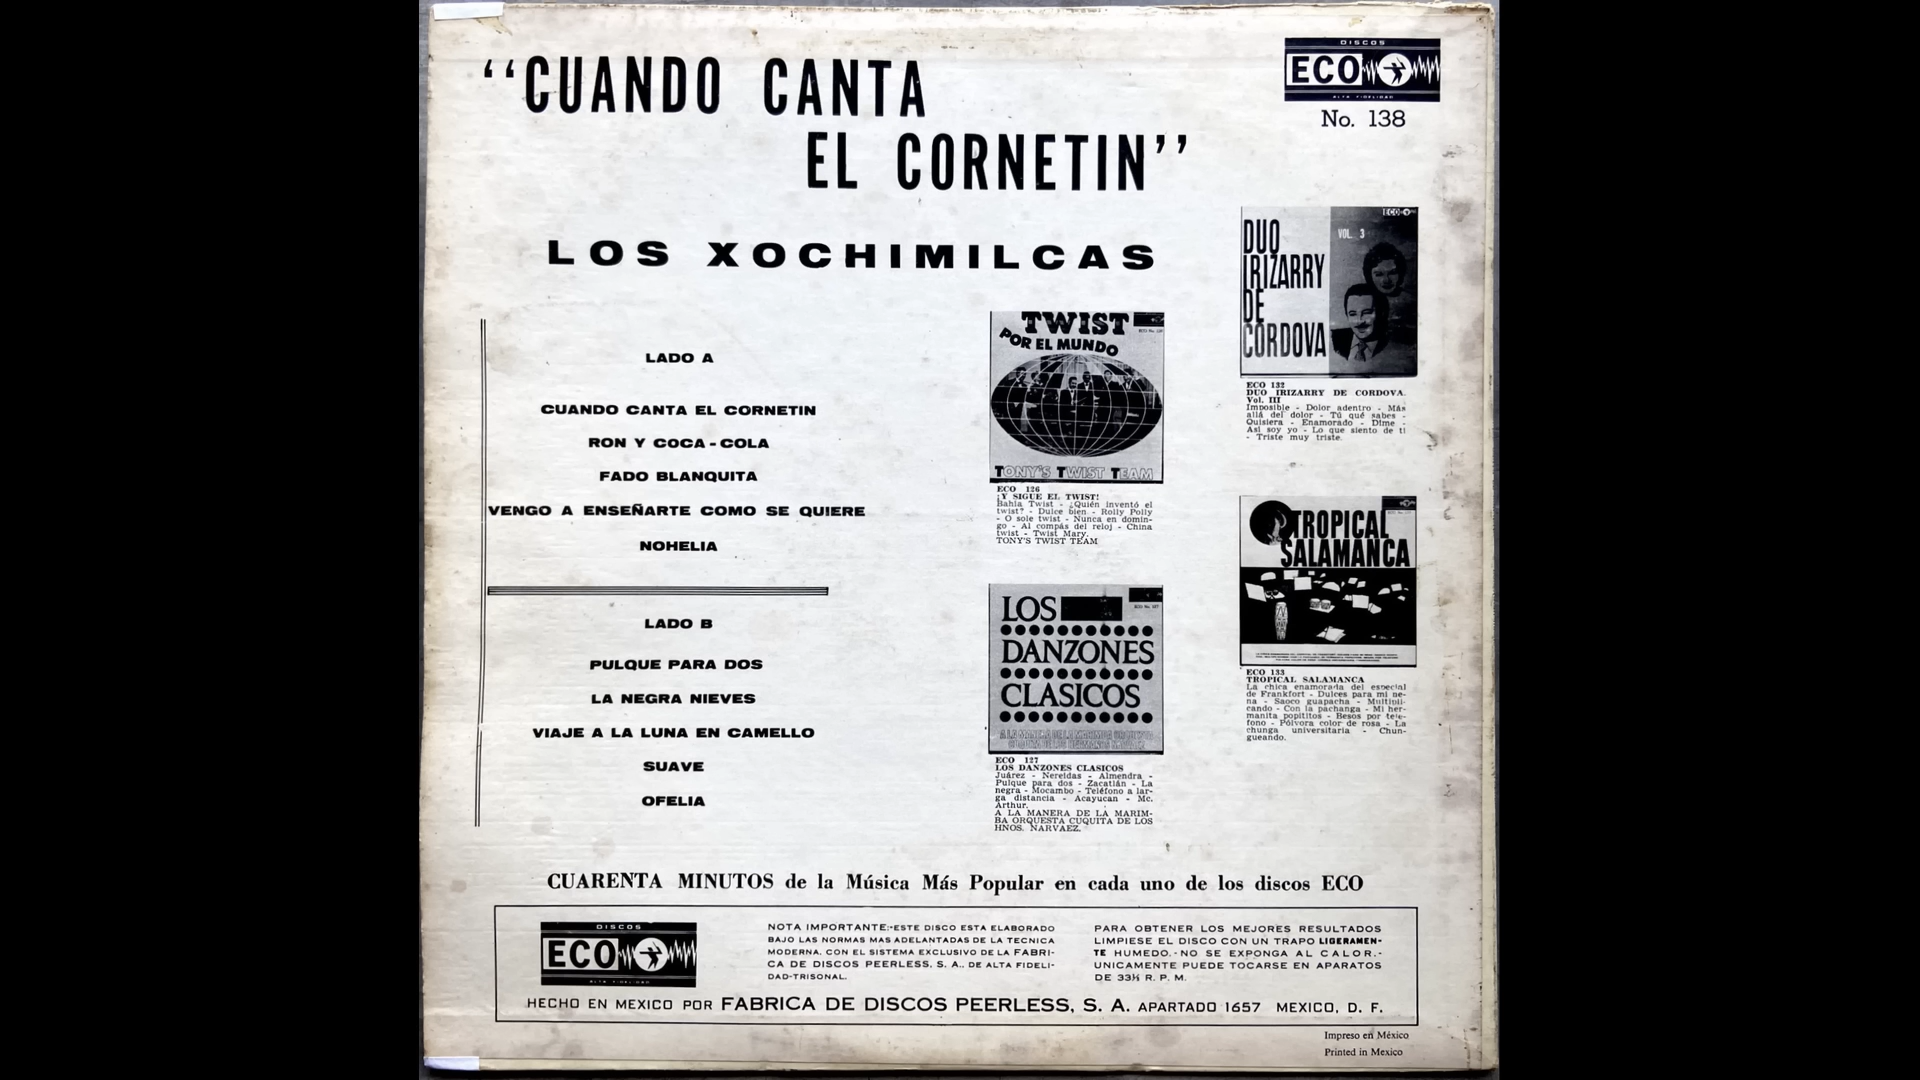 “CUANDO CANTA
EL CORNETIN”
DISCOS
ECO
ALTA FIDELIDAD
No. 138
LOS XOCHIMILCAS
LADO A
CUANDO CANTA EL CORNETIN
RON Y COCA-COLA
FADO BLANQUITA
VENGO A ENSEÑARTE COMO SE QUIERE
NOHELIA
LADO B
PULQUE PARA DOS
LA NEGRA NIEVES
VIAJE A LA LUNA EN CAMELLO
SUAVE
OFELIA
TWIST
POR EL MUNDO
TONY'S TWIST TEAM
ECO 126
¡Y SIGUE EL TWIST!
Bahía Twist - ¿Quién inventó el
twist? - Dulce bien - Rolly Polly
- O sole twist - Nunca en domin-
go - Al compás del reloj - China
twist - Twist Mary.
TONY'S TWIST TEAM
LOS
DANZONES
CLASICOS
ECO 127
LOS DANZONES CLASICOS
Juárez - Nereidas - Almendra -
Pulque para dos - Zacatlán - La
negra - Mocambo - Teléfono a lar-
ga distancia - Acayucan - Mc.
Arthur.
A LA MANERA DE LA MARIM-
BA ORQUESTA CUQUITA DE LOS
HNOS. NARVAEZ.
ECO
DUO
IRIZARRY
DE
CORDOVA
VOL. 3
ECO 132
DUO IRIZARRY DE CORDOVA.
Vol. III
Imposible - Dolor adentro - Más
allá del dolor - Tú qué sabes -
Quisiera - Enamorado - Dime -
Así soy yo - Lo que siento de ti
- Triste muy triste.
TROPICAL
SALAMANCA
ECO 133
TROPICAL SALAMANCA
La chica enamorada del especial
de Frankfort - Dulces para mi ne-
na - Saoco guapacha - Multipli-
cando - Con la pachanga - Mi her-
manita popititos - Besos por telé-
fono - Pólvora color de rosa - La
chunga universitaria - Chun-
gueando.
CUARENTA MINUTOS de la Música Más Popular en cada uno de los discos ECO
DISCOS
ECO
ALTA FIDELIDAD
NOTA IMPORTANTE:-ESTE DISCO ESTA ELABORADO
BAJO LAS NORMAS MAS ADELANTADAS DE LA TECNICA
MODERNA, CON EL SISTEMA EXCLUSIVO DE LA FABRI-
CA DE DISCOS PEERLESS, S. A., DE ALTA FIDELI-
DAD-TRISONAL.
PARA OBTENER LOS MEJORES RESULTADOS
LIMPIESE EL DISCO CON UN TRAPO LIGERAMEN-
TE HUMEDO.-NO SE EXPONGA AL CALOR.-
UNICAMENTE PUEDE TOCARSE EN APARATOS
DE 33⅓ R. P. M.
HECHO EN MEXICO POR FABRICA DE DISCOS PEERLESS, S. A. APARTADO 1657 MEXICO, D. F.
Impreso en México
Printed in Mexico